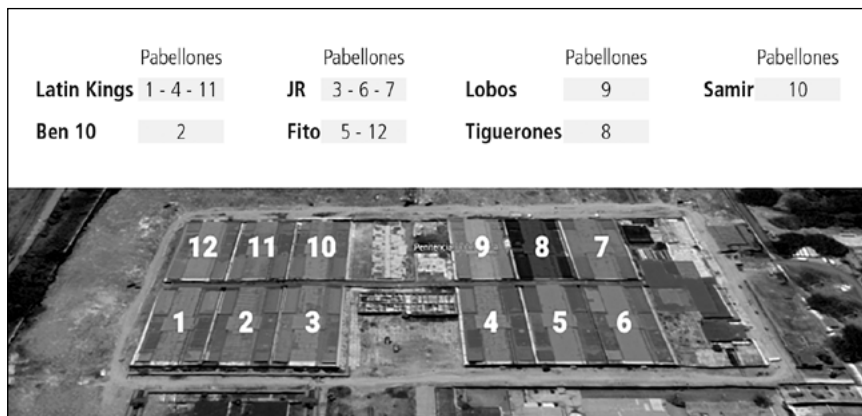 Pabellones Pabellones Pabellones Pabellones
Latin Kings 1 - 4 - 11 JR 3 - 6 - 7 Lobos 9 Samir 10
Ben 10 2 Fito 5 - 12 Tiguerones 8
12 11 10 9 8 7
1 2 3 4 5 6